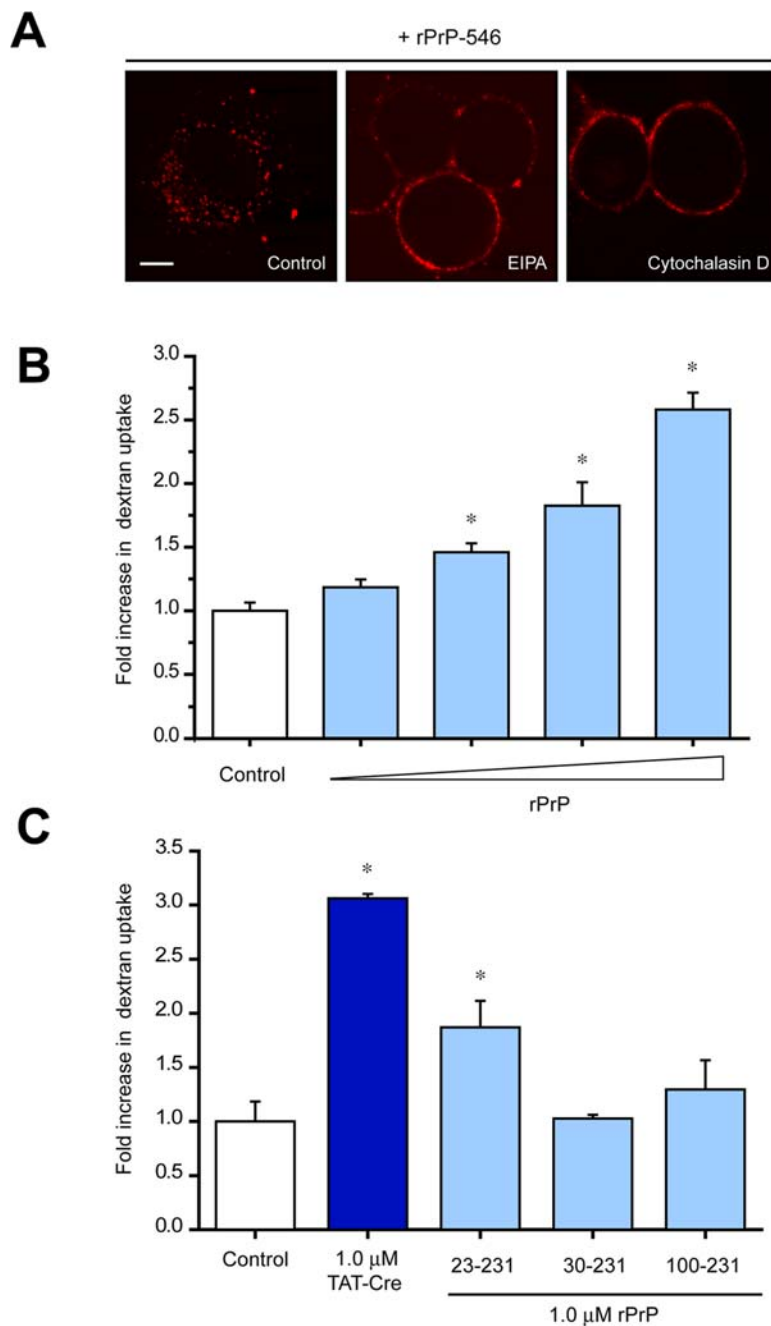 A
+ rPrP-546
Control
EIPA
Cytochalasin D
B
Fold increase in dextran uptake
3.0
2.5
2.0
1.5
1.0
0.5
0.0
*
*
*
Control
rPrP
C
Fold increase in dextran uptake
3.5
3.0
2.5
2.0
1.5
1.0
0.5
0.0
*
*
Control
1.0 μM
TAT-Cre
23-231
30-231
100-231
1.0 μM rPrP